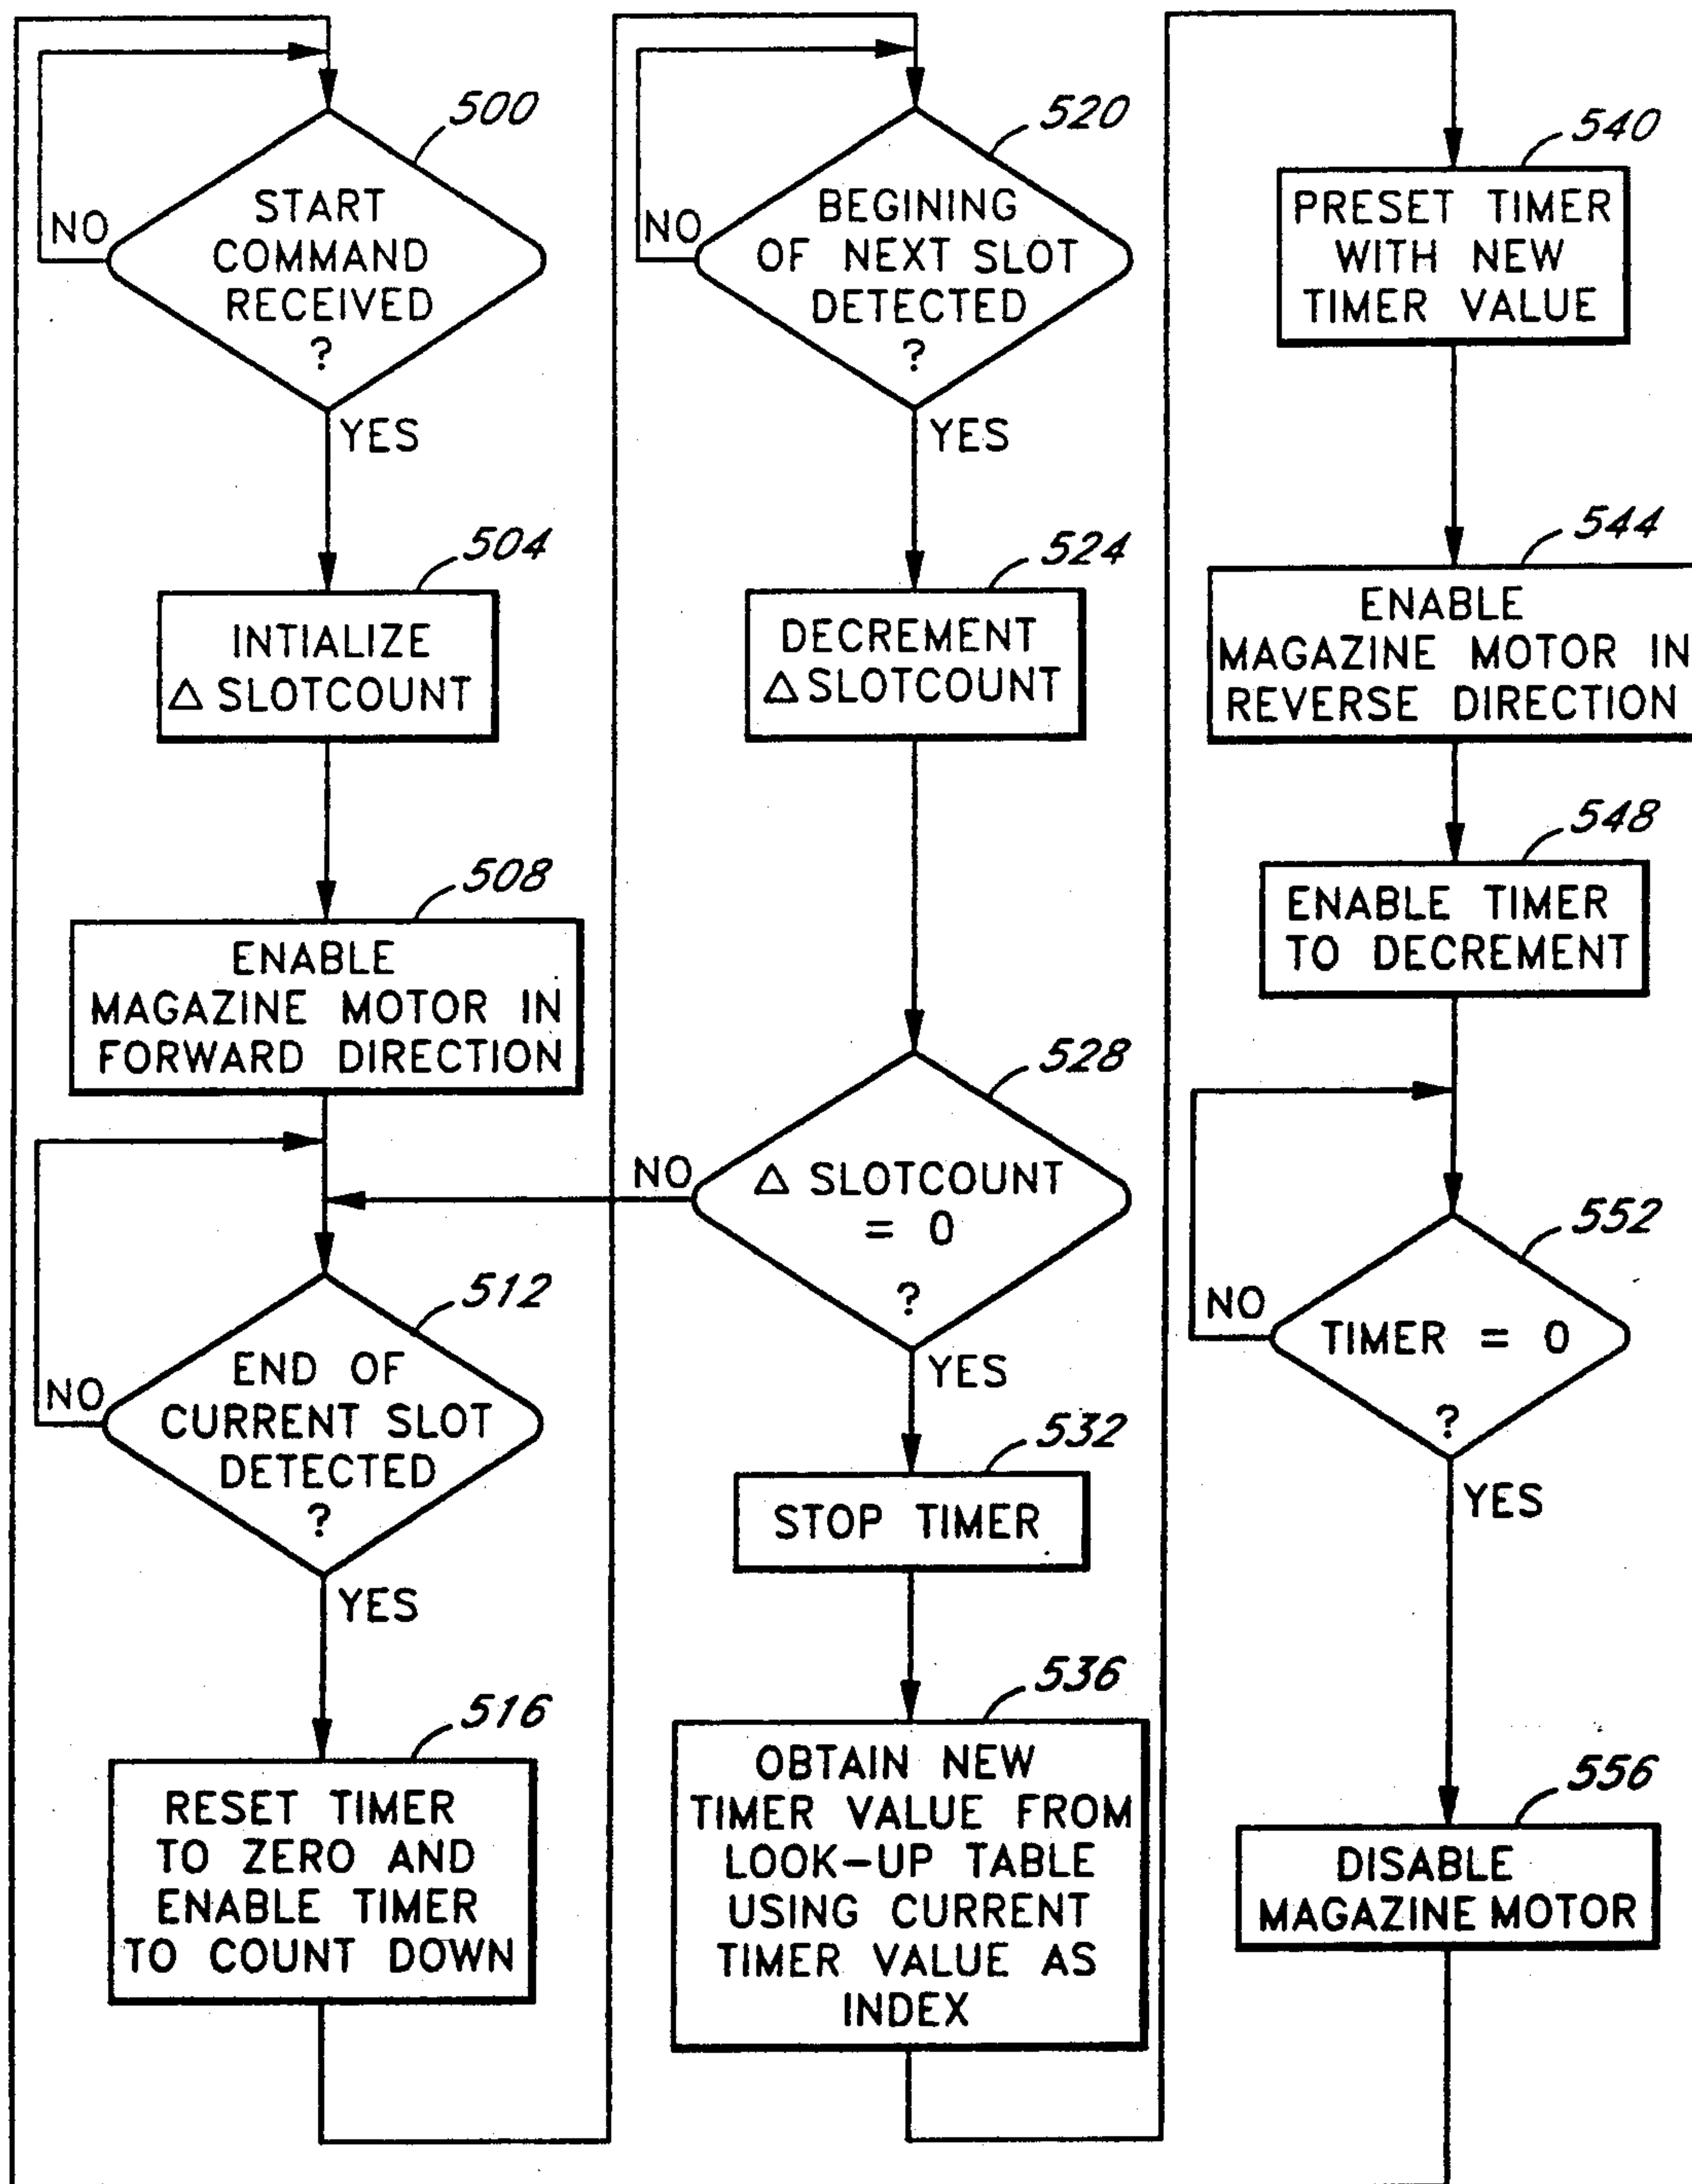 500
START
COMMAND
RECEIVED
?
NO
YES
504
INTIALIZE
△ SLOTCOUNT
508
ENABLE
MAGAZINE MOTOR IN
FORWARD DIRECTION
512
END OF
CURRENT SLOT
DETECTED
?
NO
YES
516
RESET TIMER
TO ZERO AND
ENABLE TIMER
TO COUNT DOWN
520
BEGINING
OF NEXT SLOT
DETECTED
?
NO
YES
524
DECREMENT
△ SLOTCOUNT
528
△ SLOTCOUNT
= 0
?
NO
YES
532
STOP TIMER
536
OBTAIN NEW
TIMER VALUE FROM
LOOK-UP TABLE
USING CURRENT
TIMER VALUE AS
INDEX
540
PRESET TIMER
WITH NEW
TIMER VALUE
544
ENABLE
MAGAZINE MOTOR IN
REVERSE DIRECTION
548
ENABLE TIMER
TO DECREMENT
552
TIMER = 0
?
NO
YES
556
DISABLE
MAGAZINE MOTOR